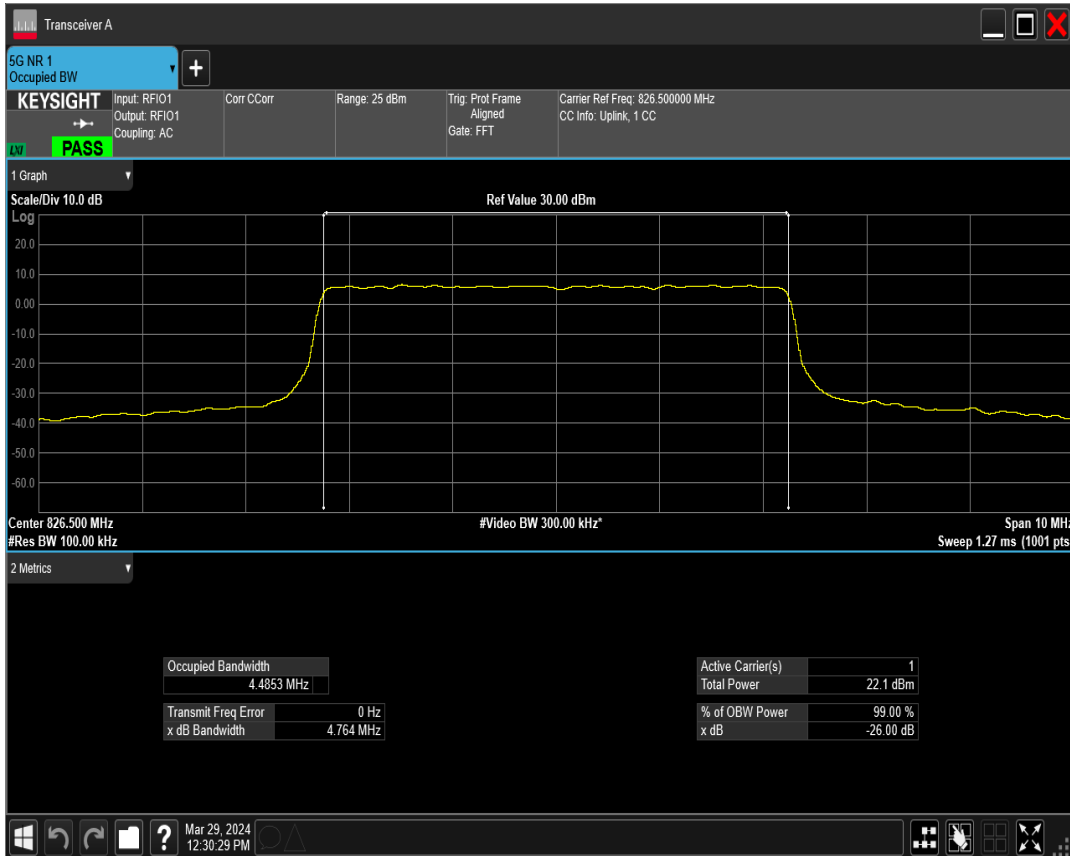 Transceiver A
5G NR 1
Occupied BW
+
KEYSIGHT
LXI
PASS
Input: RFIO1
Output: RFIO1
Coupling: AC
Corr CCorr
Range: 25 dBm
Trig: Prot Frame
Aligned
Gate: FFT
Carrier Ref Freq: 826.500000 MHz
CC Info: Uplink, 1 CC
1 Graph
Scale/Div 10.0 dB
Ref Value 30.00 dBm
Log
20.0
10.0
0.00
-10.0
-20.0
-30.0
-40.0
-50.0
-60.0
Center 826.500 MHz
#Video BW 300.00 kHz*
Span 10 MHz
#Res BW 100.00 kHz
Sweep 1.27 ms (1001 pts
2 Metrics
Occupied Bandwidth
4.4853 MHz
Transmit Freq Error 0 Hz
x dB Bandwidth 4.764 MHz
Active Carrier(s) 1
Total Power 22.1 dBm
% of OBW Power 99.00 %
x dB -26.00 dB
?
Mar 29, 2024
12:30:29 PM